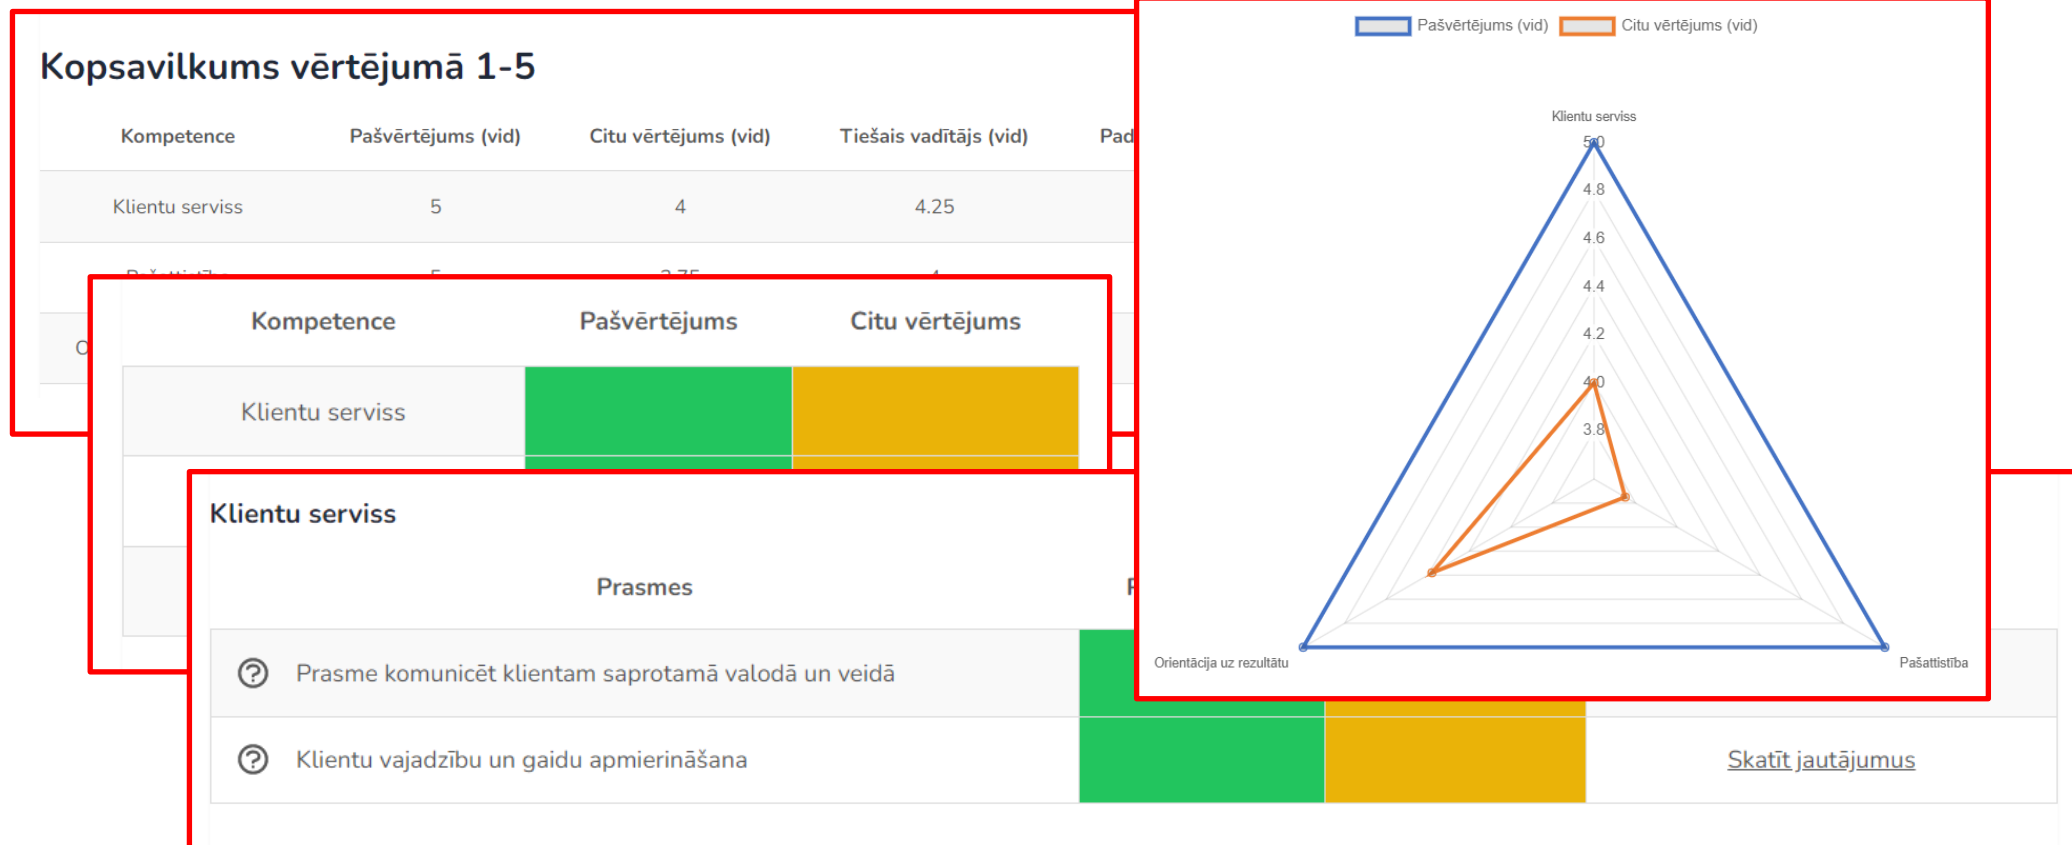 Kopsavilkums vērtējumā 1-5
Kompetence Pašvērtējums (vid) Citu vērtējums (vid) Tiešais vadītājs (vid) Pad
Klientu serviss 5 4 4.25
Kompetence Pašvērtējums Citu vērtējums
Klientu serviss
Klientu serviss
Prasmes
Prasme komunicēt klientam saprotamā valodā un veidā
Klientu vajadzību un gaidu apmierināšana
Skatīt jautājumus
Pašvērtējums (vid) Citu vērtējums (vid)
Klientu serviss
5.0
4.8
4.6
4.4
4.2
4.0
3.8
Orientācija uz rezultātu
Pašattīstība